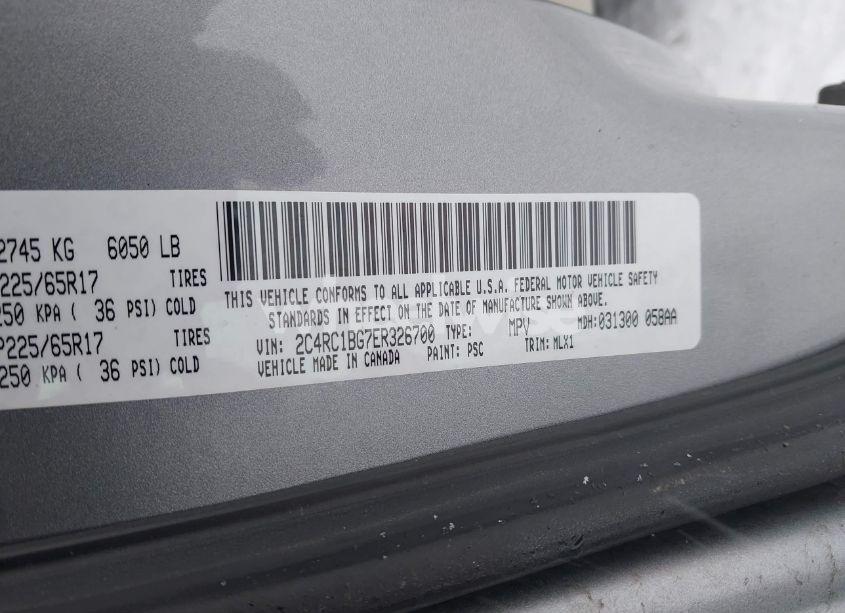 2745 KG 6050 LB
225/65R17 TIRES
250 KPA ( 36 PSI) COLD
P225/65R17 TIRES
250 KPA ( 36 PSI) COLD
THIS VEHICLE CONFORMS TO ALL APPLICABLE U.S.A. FEDERAL MOTOR VEHICLE SAFETY
STANDARDS IN EFFECT ON THE DATE OF MANUFACTURE SHOWN ABOVE.
VIN: 2C4RC1BG7ER326700 TYPE: MPV MDH:031300 058AA
VEHICLE MADE IN CANADA PAINT: PSC TRIM: MLX1